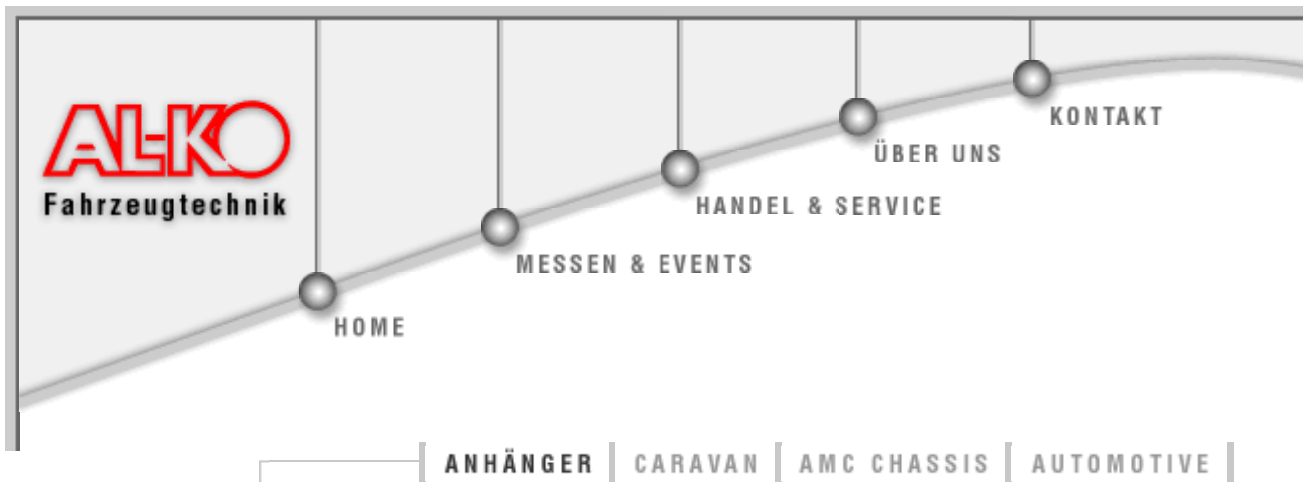 AL-KO
Fahrzeugtechnik
KONTAKT
ÜBER UNS
HANDEL & SERVICE
MESSEN & EVENTS
HOME
ANHÄNGER CARAVAN AMC CHASSIS AUTOMOTIVE